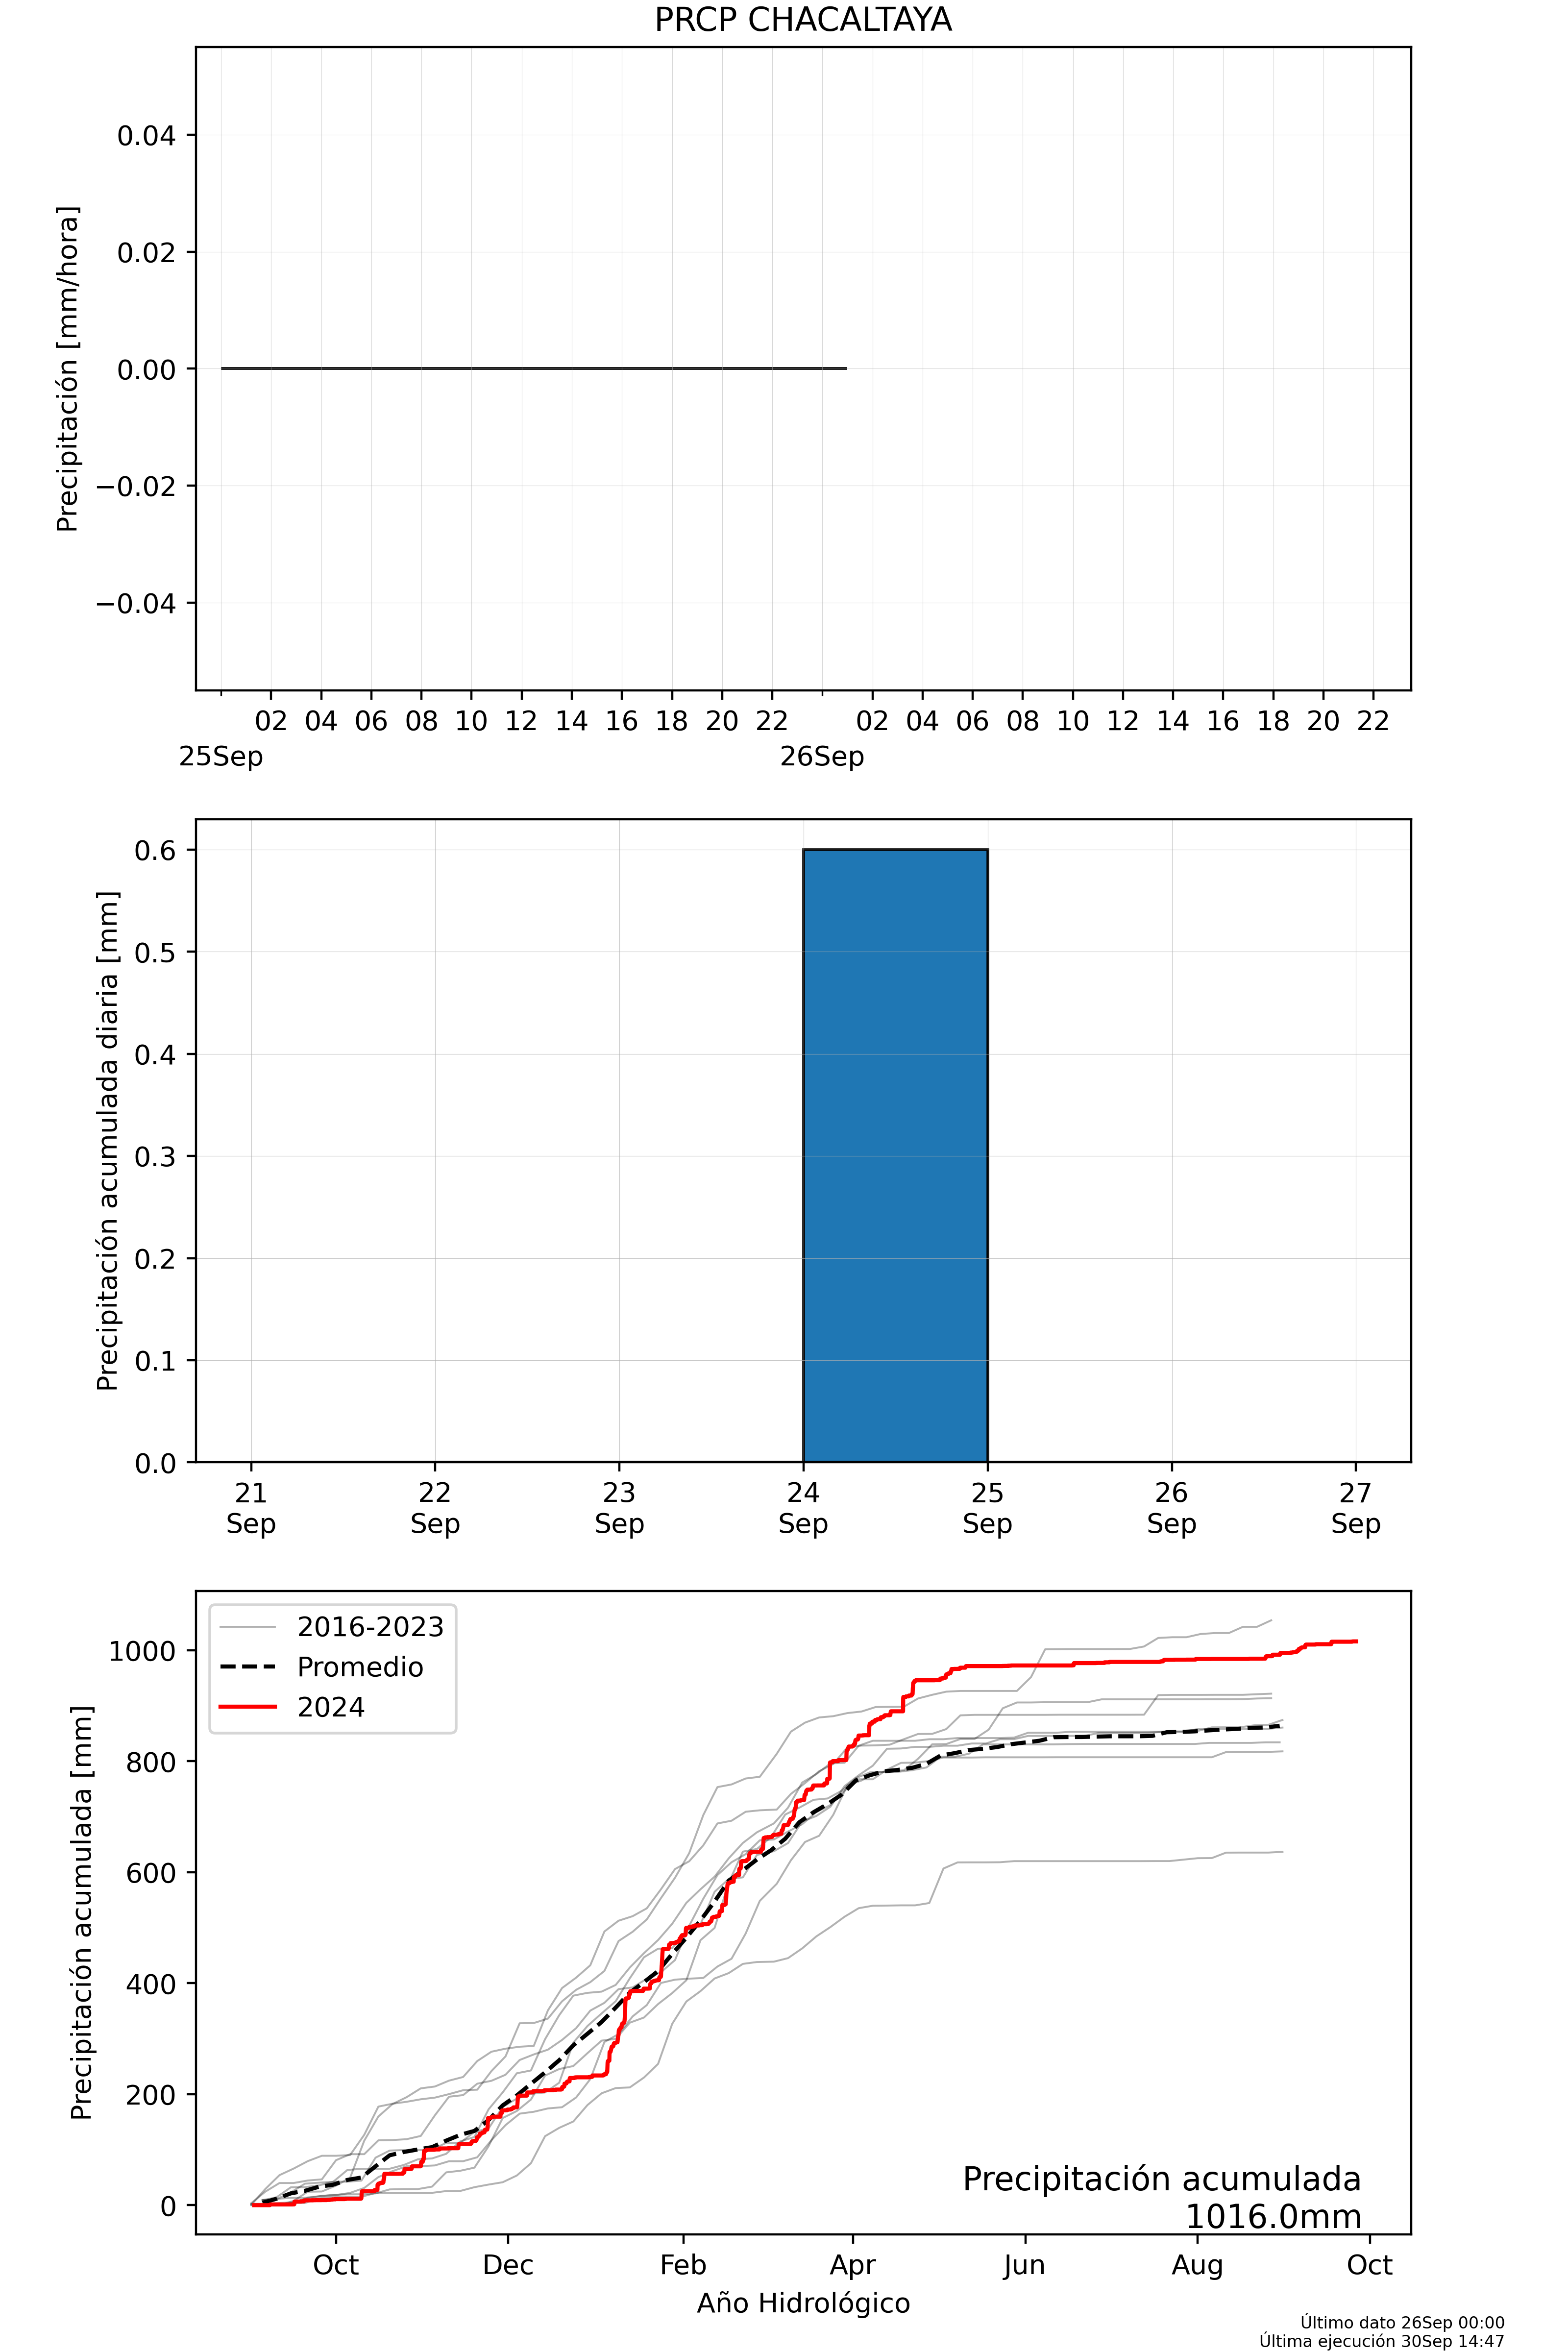 PRCP CHACALTAYA
Precipitación [mm/hora]
0.04
0.02
0.00
−0.02
−0.04
02 04 06 08 10 12 14 16 18 20 22 02 04 06 08 10 12 14 16 18 20 22
25Sep 26Sep
Precipitación acumulada diaria [mm]
0.6
0.5
0.4
0.3
0.2
0.1
0.0
21 22 23 24 25 26 27
Sep Sep Sep Sep Sep Sep Sep
Precipitación acumulada [mm]
1000
800
600
400
200
0
2016-2023
Promedio
2024
Precipitación acumulada
1016.0mm
Oct Dec Feb Apr Jun Aug Oct
Año Hidrológico
Último dato 26Sep 00:00
Última ejecución 30Sep 14:47